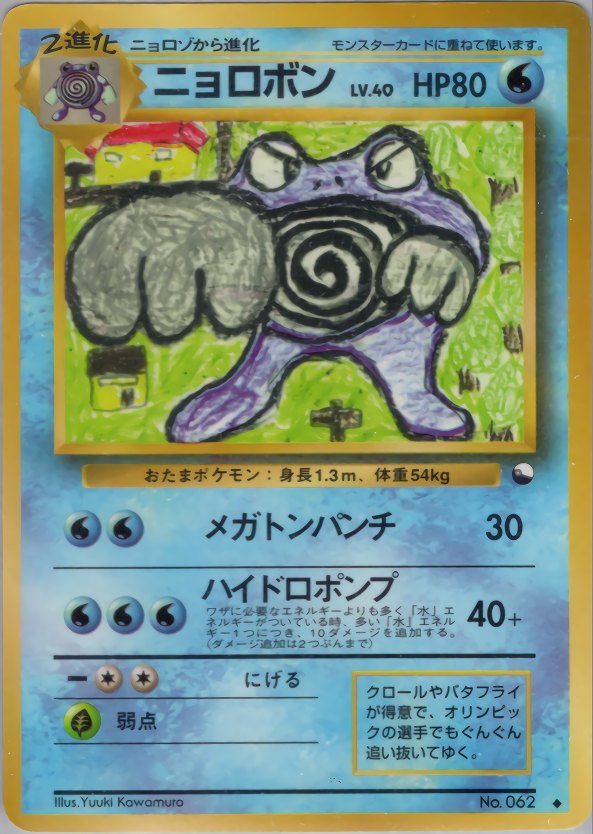 2進化 ニョロゾから進化 モンスターカードに重ねて使います。
ニョロボン LV.40 HP80
おたまポケモン:身長1.3m、体重54kg
メガトンパンチ 30
ハイドロポンプ 40+
ワザに必要なエネルギーよりも多く「水」エ
ネルギーがついている時、多い「水」エネル
ギー1つにつき、10ダメージを追加する。
(ダメージ追加は2つぶんまで)
にげる
弱点
クロールやバタフライ
が得意で、オリンピッ
クの選手でもぐんぐん
追い抜いてゆく。
Illus.Yuuki Kawamura No. 062